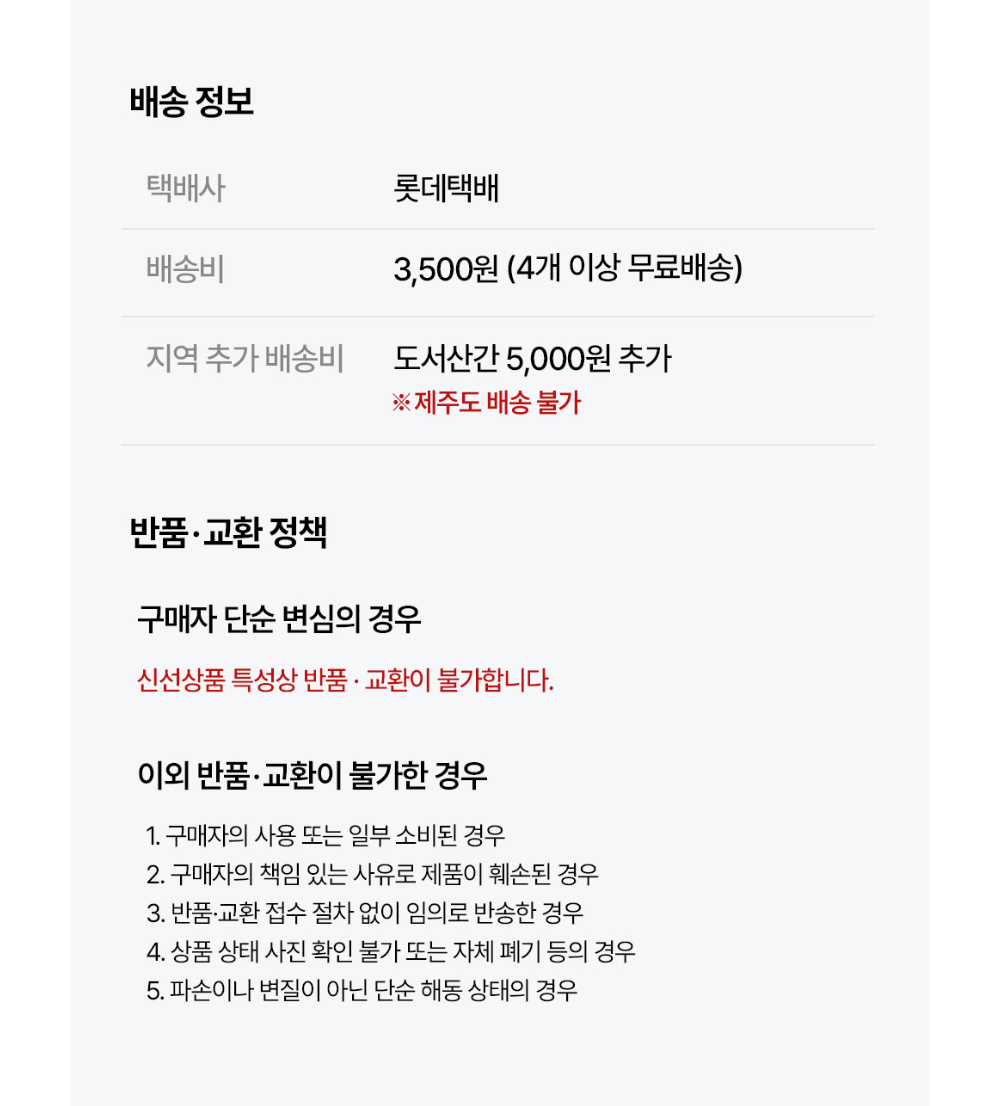 배송 정보
택배사 롯데택배
배송비 3,500원 (4개 이상 무료배송)
지역 추가 배송비 도서산간 5,000원 추가
※제주도 배송 불가
반품·교환 정책
구매자 단순 변심의 경우
신선상품 특성상 반품 · 교환이 불가합니다.
이외 반품·교환이 불가한 경우
1. 구매자의 사용 또는 일부 소비된 경우
2. 구매자의 책임 있는 사유로 제품이 훼손된 경우
3. 반품·교환 접수 절차 없이 임의로 반송한 경우
4. 상품 상태 사진 확인 불가 또는 자체 폐기 등의 경우
5. 파손이나 변질이 아닌 단순 해동 상태의 경우